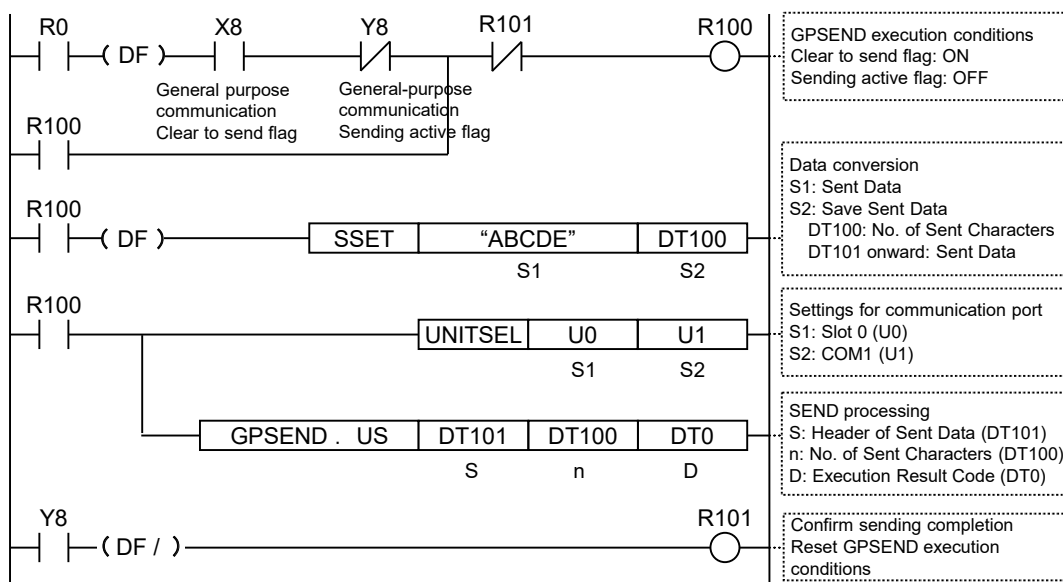 R0 X8 Y8 R101 R100
( DF )
General purpose
communication
Clear to send flag
General-purpose
communication
Sending active flag
GPSEND execution conditions
Clear to send flag: ON
Sending active flag: OFF
R100
R100
( DF ) SSET “ABCDE” DT100
S1 S2
Data conversion
S1: Sent Data
S2: Save Sent Data
DT100: No. of Sent Characters
DT101 onward: Sent Data
R100
UNITSEL U0 U1
S1 S2
Settings for communication port
S1: Slot 0 (U0)
S2: COM1 (U1)
GPSEND . US DT101 DT100 DT0
S n D
SEND processing
S: Header of Sent Data (DT101)
n: No. of Sent Characters (DT100)
D: Execution Result Code (DT0)
Y8 R101
( DF / )
Confirm sending completion
Reset GPSEND execution
conditions